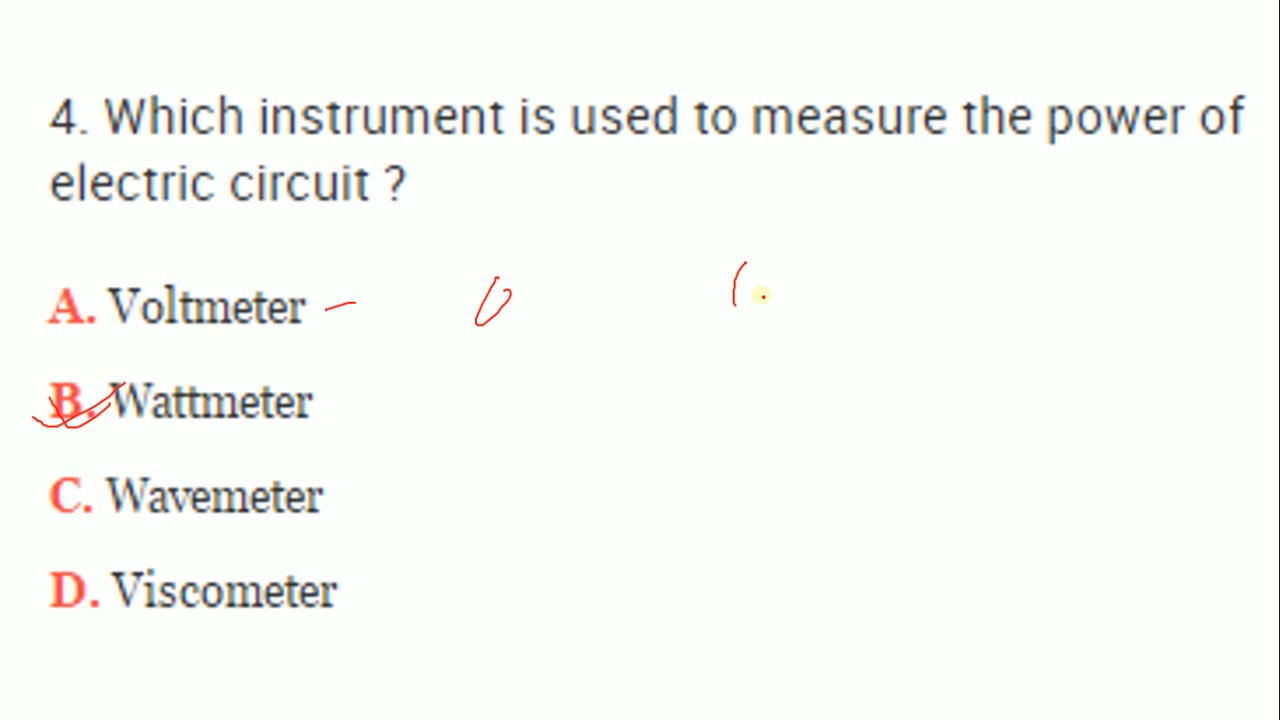 4. Which instrument is used to measure the power of
electric circuit ?
A. Voltmeter
B. Wattmeter
C. Wavemeter
D. Viscometer